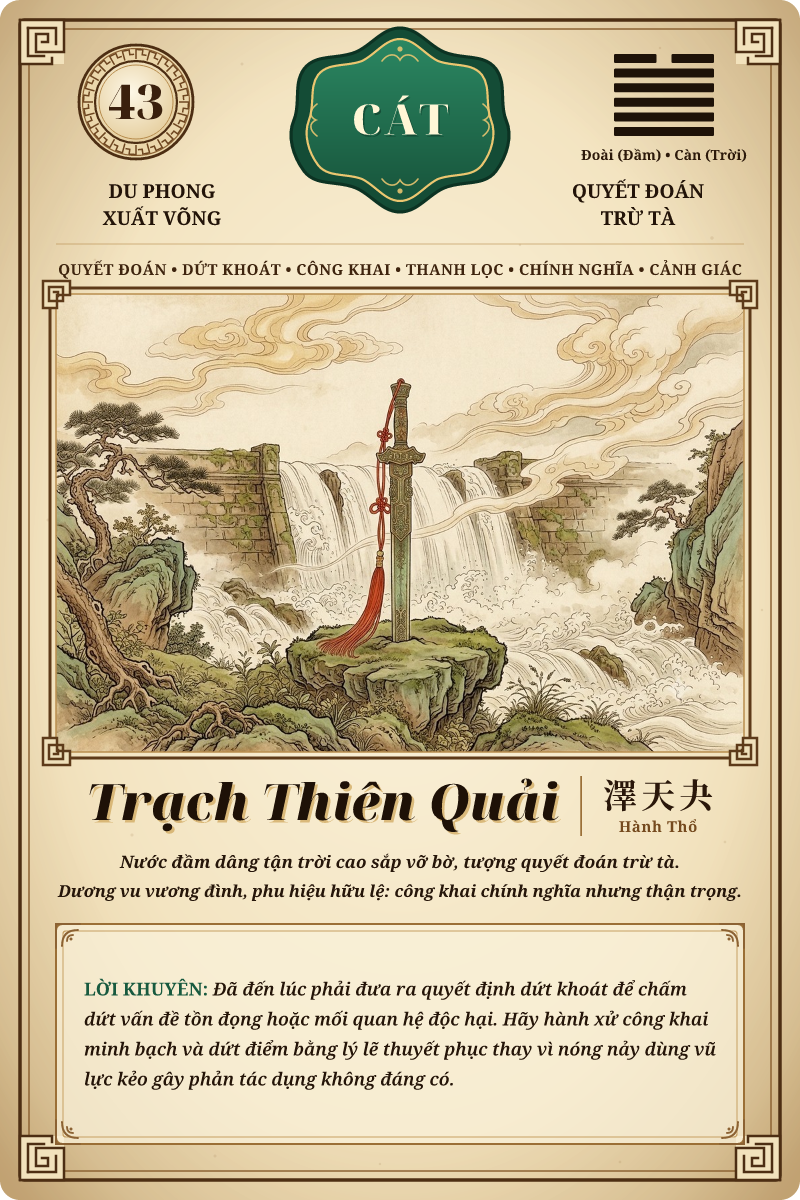 43
CÁT
Đoài (Đầm) • Càn (Trời)
DU PHONG
XUẤT VÕNG
QUYẾT ĐOÁN
TRỪ TÀ
QUYẾT ĐOÁN • DỨT KHOÁT • CÔNG KHAI • THANH LỌC • CHÍNH NGHĨA • CẢNH GIÁC
Trạch Thiên Quải
澤天夬
Hành Thổ
Nước đầm dâng tận trời cao sắp vỡ bờ, tượng quyết đoán trừ tà.
Dương vu vương đình, phu hiệu hữu lệ: công khai chính nghĩa nhưng thận trọng.
LỜI KHUYÊN: Đã đến lúc phải đưa ra quyết định dứt khoát để chấm
dứt vấn đề tồn đọng hoặc mối quan hệ độc hại. Hãy hành xử công khai
minh bạch và dứt điểm bằng lý lẽ thuyết phục thay vì nóng nảy dùng vũ
lực kẻo gây phản tác dụng không đáng có.